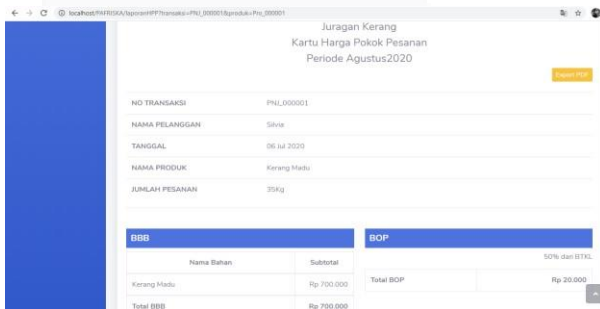 localhost/PAFRISKA/laporanHPP?transaksi=PNJ_000001&produk=Pro_000001
Juragan Kerang
Kartu Harga Pokok Pesanan
Periode Agustus2020
Export PDF
NO TRANSAKSI PNJ_000001
NAMA PELANGGAN Silvia
TANGGAL 06 Jul 2020
NAMA PRODUK Kerang Madu
JUMLAH PESANAN 35Kg
BBB
Nama Bahan Subtotal
Kerang Madu Rp 700.000
Total BBB Rp 700.000
BOP
50% dari BTKL
Total BOP Rp 20.000